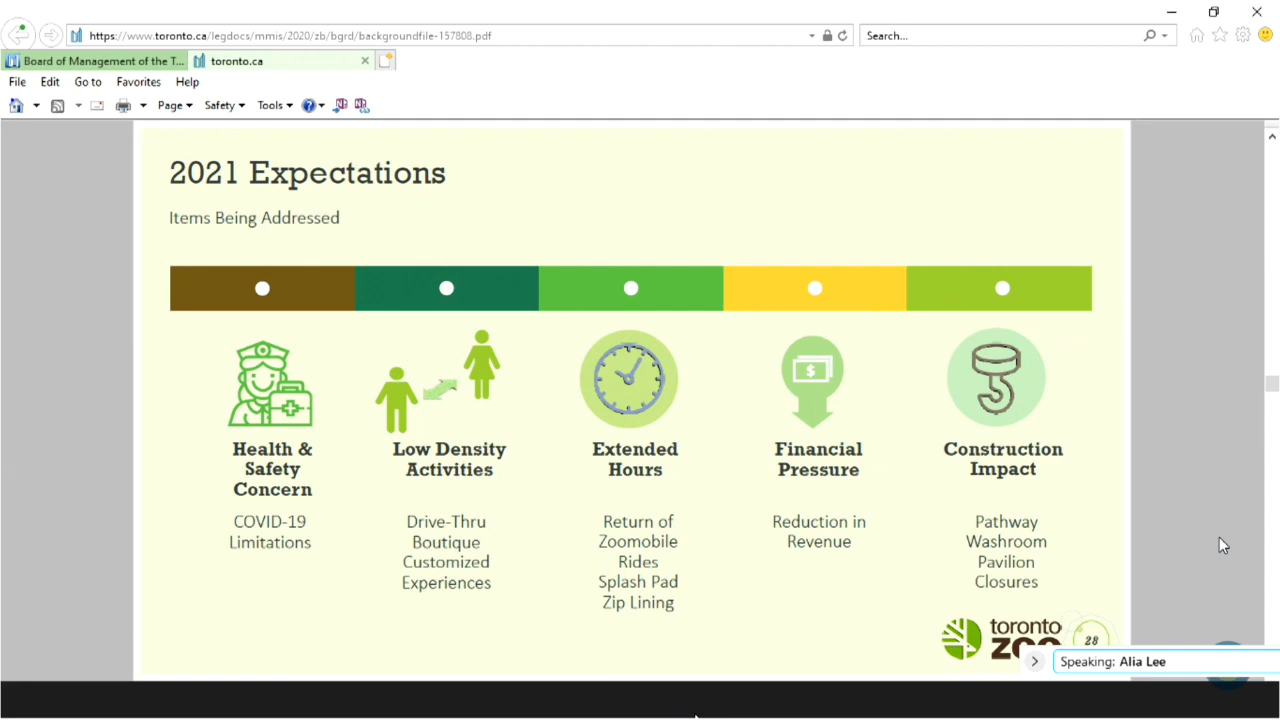 https://www.toronto.ca/legdocs/mmis/2020/zb/bgrd/backgroundfile-157808.pdf
Search...
Board of Management of the T...
toronto.ca
File Edit Go to Favorites Help
Page Safety Tools
2021 Expectations
Items Being Addressed
$
Health &
Safety
Concern
COVID-19
Limitations
Low Density
Activities
Drive-Thru
Boutique
Customized
Experiences
Extended
Hours
Return of
Zoomobile
Rides
Splash Pad
Zip Lining
Financial
Pressure
Reduction in
Revenue
Construction
Impact
Pathway
Washroom
Pavilion
Closures
toronto
ZOO
28
Speaking: Alia Lee